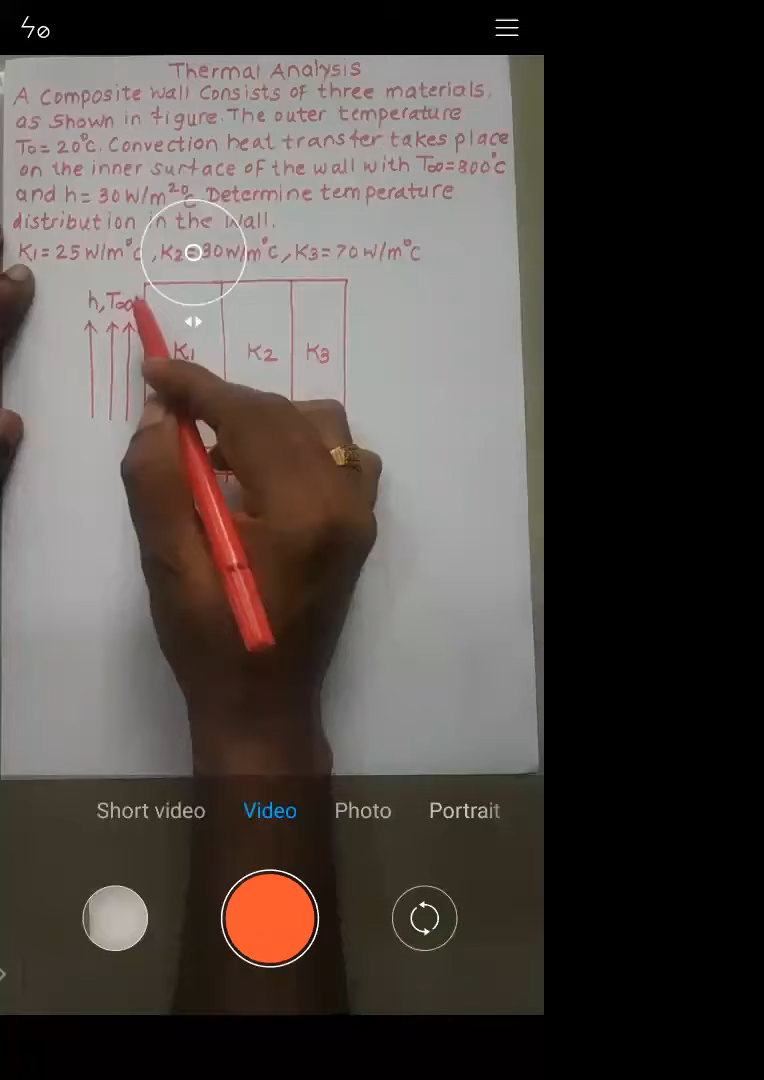 Thermal Analysis
A Composite wall Consists of three materials,
as shown in figure. The outer temperature
To = 20°C. Convection heat transfer takes place
on the inner surface of the wall with T∞=800°C
and h= 30 W/m²°C Determine temperature
distribution in the wall.
K1 = 25 W/m°C , K2 = 30 W/m°C , K3 = 70 W/m°C
h, T∞
K1 K2 K3
Short video Video Photo Portrait